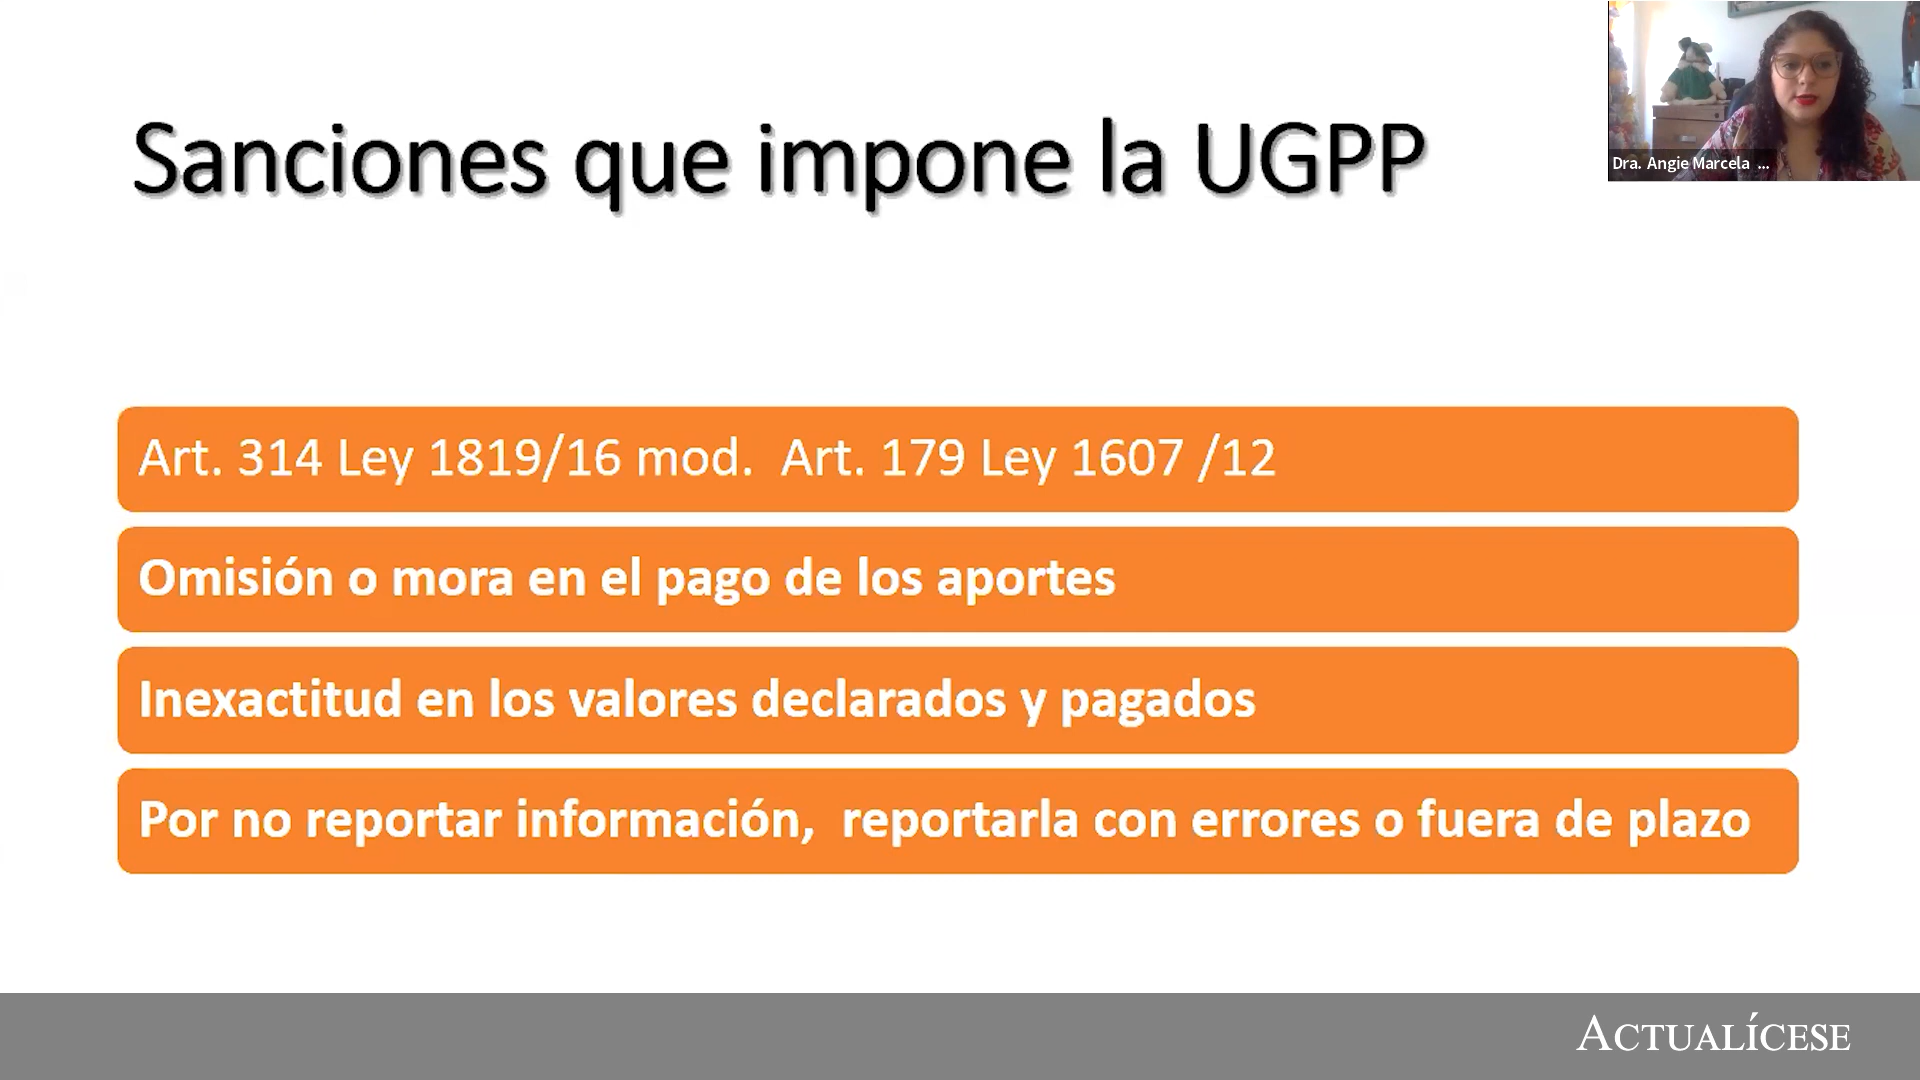 Sanciones que impone la UGPP
Dra. Angie Marcela ...
Art. 314 Ley 1819/16 mod. Art. 179 Ley 1607 /12
Omisión o mora en el pago de los aportes
Inexactitud en los valores declarados y pagados
Por no reportar información, reportarla con errores o fuera de plazo
ACTUALÍCESE